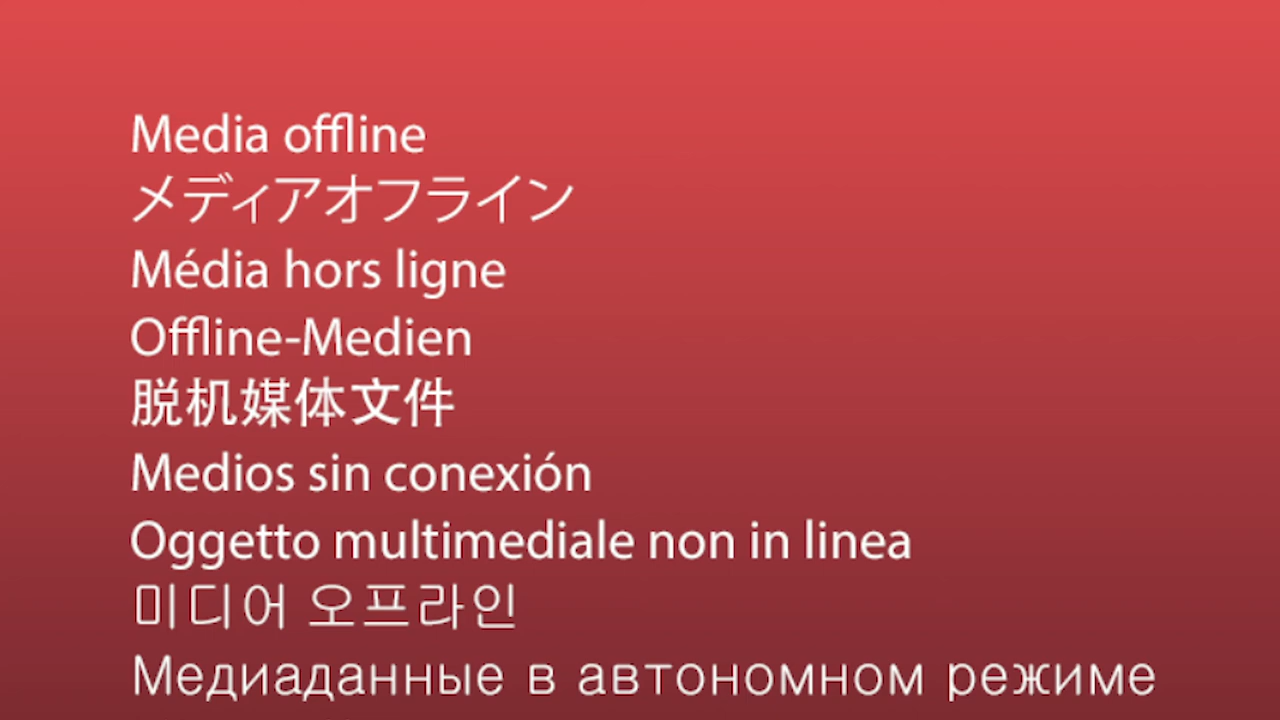 Media offline
メディアオフライン
Média hors ligne
Offline-Medien
脱机媒体文件
Medios sin conexión
Oggetto multimediale non in linea
미디어 오프라인
Медиаданные в автономном режиме